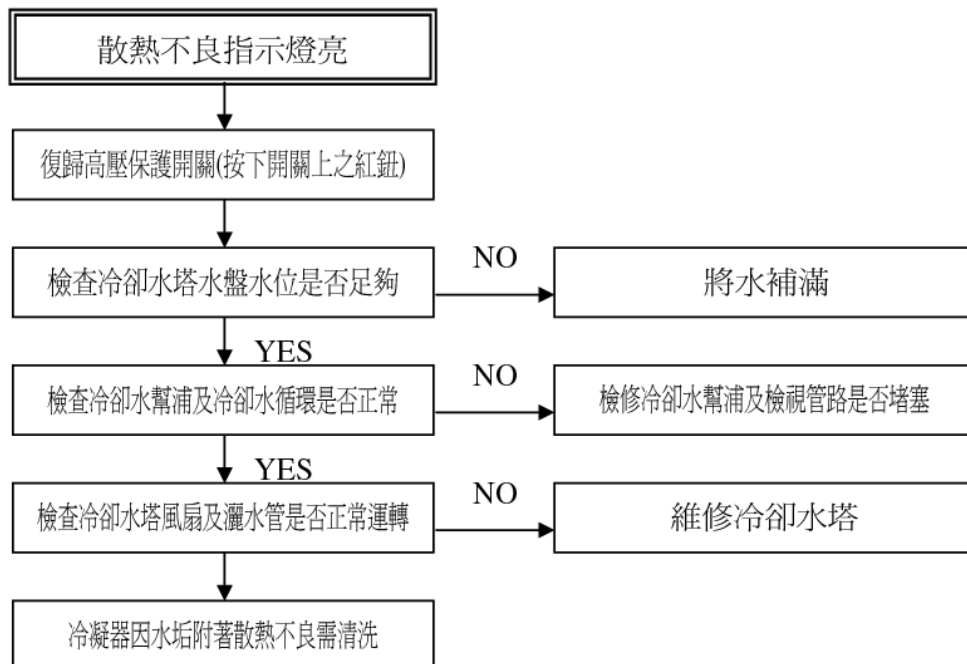 散熱不良指示燈亮
復歸高壓保護開關(按下開關上之紅鈕)
檢查冷卻水塔水盤水位是否足夠
NO
將水補滿
YES
檢查冷卻水幫浦及冷卻水循環是否正常
NO
檢修冷卻水幫浦及檢視管路是否堵塞
YES
檢查冷卻水塔風扇及灑水管是否正常運轉
NO
維修冷卻水塔
冷凝器因水垢附著散熱不良需清洗